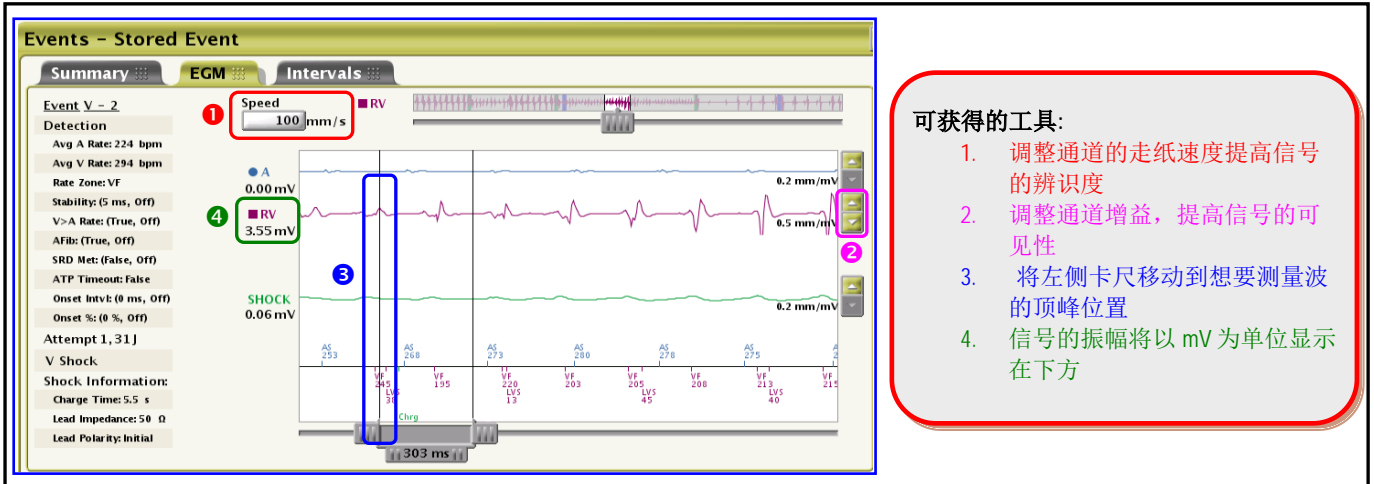 Events - Stored Event
Summary EGM Intervals
Event V - 2
Detection
Avg A Rate: 224 bpm
Avg V Rate: 294 bpm
Rate Zone: VF
Stability: (5 ms, Off)
V>A Rate: (True, Off)
AFib: (True, Off)
SRD Met: (False, Off)
ATP Timeout: False
Onset Intvl: (0 ms, Off)
Onset %: (0 %, Off)
Attempt 1, 31 J
V Shock
Shock Information:
Charge Time: 5.5 s
Lead Impedance: 50 Ω
Lead Polarity: Initial
1
Speed
100 mm/s
RV
A
0.00 mV
0.2 mm/mV
4
RV
3.55 mV
0.5 mm/mV
2
3
SHOCK
0.06 mV
0.2 mm/mV
AS AS AS AS AS AS
253 268 273 280 278 275 2
VF VF VF VF VF VF VF VF
245 195 220 203 205 208 213 215
LVS LVS LVS LVS
13 45 40
Chrg
303 ms
可获得的工具:
1. 调整通道的走纸速度提高信号
的辨识度
2. 调整通道增益，提高信号的可
见性
3. 将左侧卡尺移动到想要测量波
的顶峰位置
4. 信号的振幅将以 mV 为单位显示
在下方